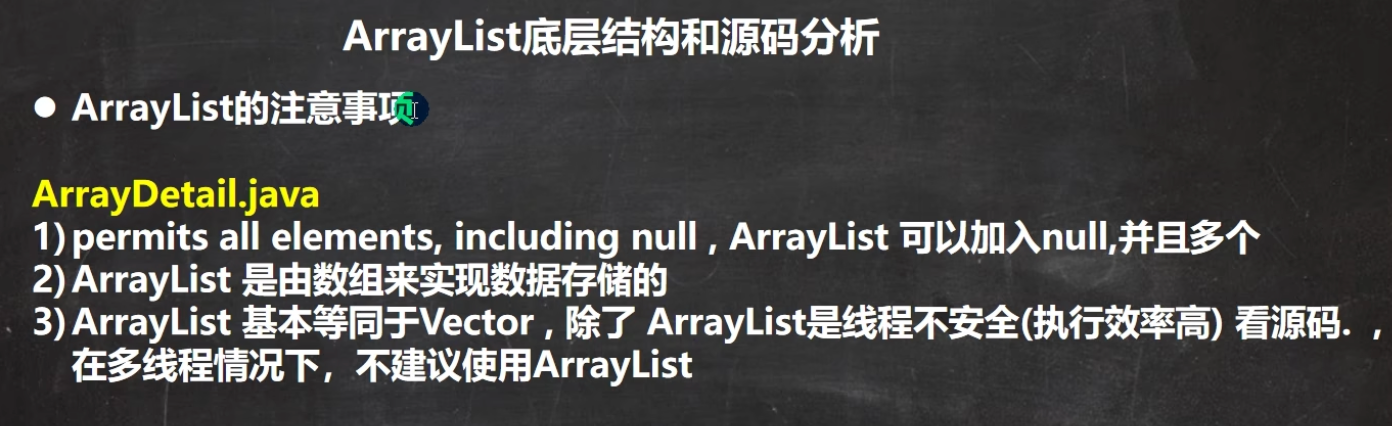 ArrayList底层结构和源码分析
● ArrayList的注意事项
ArrayDetail.java
1) permits all elements, including null , ArrayList 可以加入null,并且多个
2) ArrayList 是由数组来实现数据存储的
3) ArrayList 基本等同于Vector , 除了 ArrayList是线程不安全(执行效率高) 看源码. ,
在多线程情况下，不建议使用ArrayList